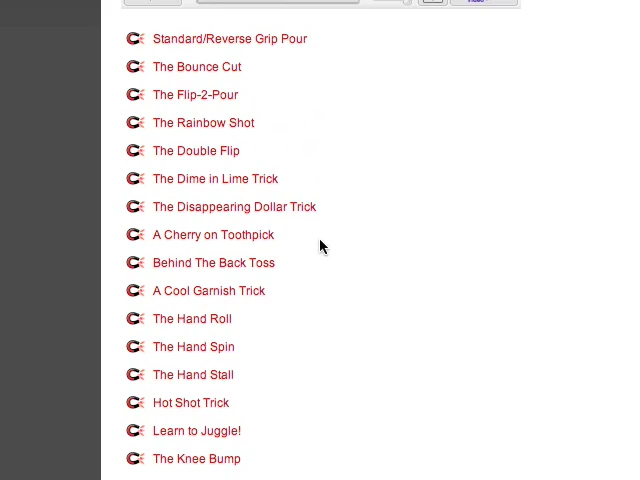 Standard/Reverse Grip Pour
The Bounce Cut
The Flip-2-Pour
The Rainbow Shot
The Double Flip
The Dime in Lime Trick
The Disappearing Dollar Trick
A Cherry on Toothpick
Behind The Back Toss
A Cool Garnish Trick
The Hand Roll
The Hand Spin
The Hand Stall
Hot Shot Trick
Learn to Juggle!
The Knee Bump